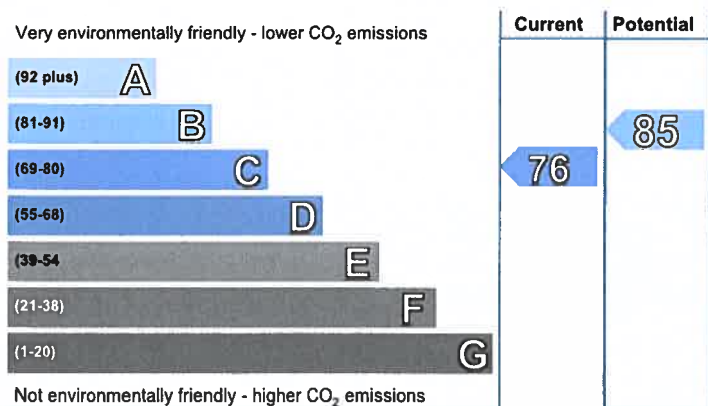 Current Potential
Very environmentally friendly - lower CO₂ emissions
(92 plus) A
(81-91) B
85
(69-80) C
76
(55-68) D
(39-54 E
(21-38) F
(1-20) G
Not environmentally friendly - higher CO₂ emissions